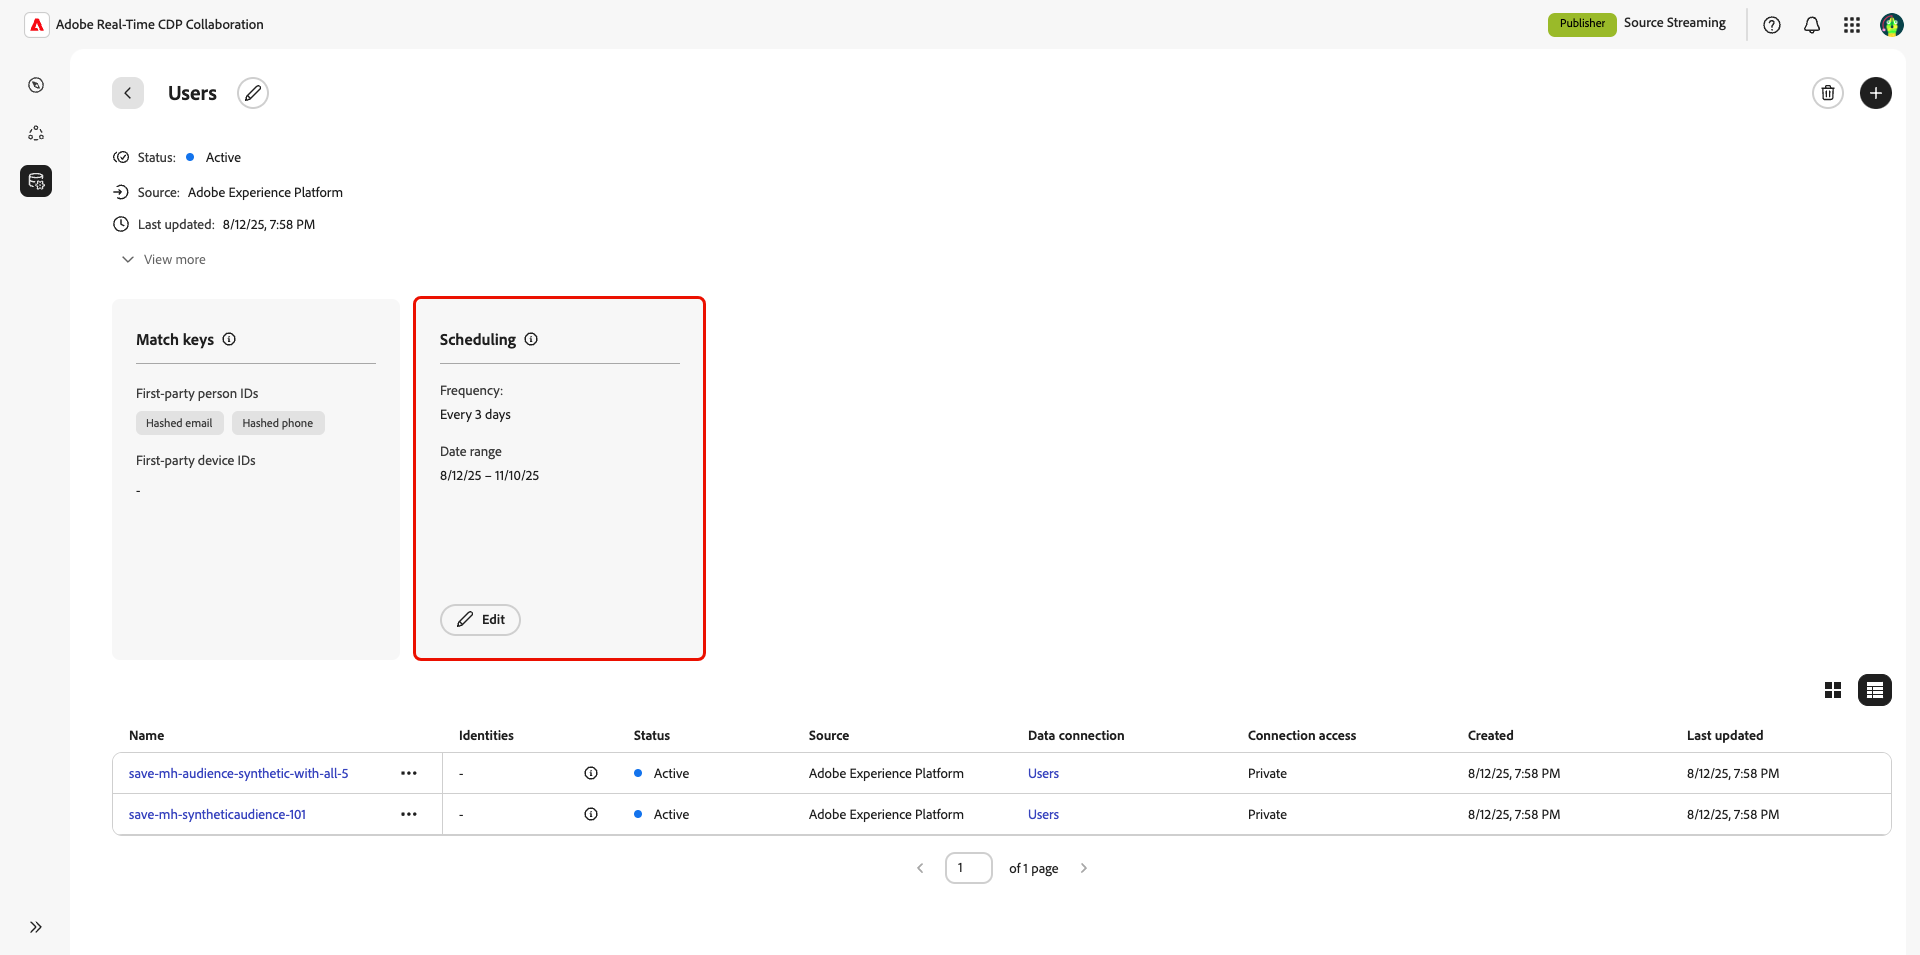 Adobe Real-Time CDP Collaboration
Publisher
Source Streaming
Users
Status: Active
Source: Adobe Experience Platform
Last updated: 8/12/25, 7:58 PM
View more
Match keys
First-party person IDs
Hashed email Hashed phone
First-party device IDs
-
Scheduling
Frequency:
Every 3 days
Date range
8/12/25 – 11/10/25
Edit
Name Identities Status Source Data connection Connection access Created Last updated
save-mh-audience-synthetic-with-all-5 ••• - Active Adobe Experience Platform Users Private 8/12/25, 7:58 PM 8/12/25, 7:58 PM
save-mh-syntheticaudience-101 ••• - Active Adobe Experience Platform Users Private 8/12/25, 7:58 PM 8/12/25, 7:58 PM
1 of 1 page